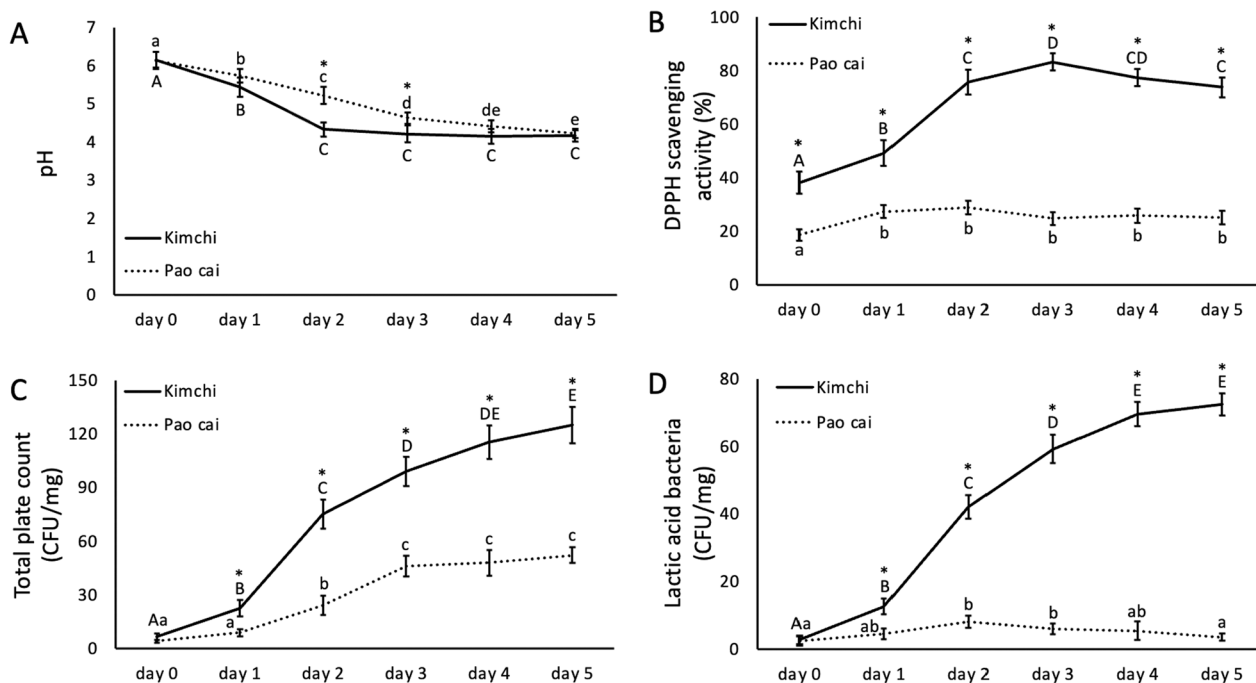 A
pH
7
6
5
4
3
2
1
0
a
b
*
c
*
d
de
e
A
B
C
C
C
C
Kimchi
Pao cai
day 0 day 1 day 2 day 3 day 4 day 5
B
DPPH scavenging
activity (%)
100
80
60
40
20
0
Kimchi
Pao cai
*
A
*
B
*
C
*
D
*
CD
*
C
a
b
b
b
b
b
day 0 day 1 day 2 day 3 day 4 day 5
C
Total plate count
(CFU/mg)
150
120
90
60
30
0
Kimchi
Pao cai
Aa
*
B
*
C
*
D
*
DE
*
E
a
b
c
c
c
day 0 day 1 day 2 day 3 day 4 day 5
D
Lactic acid bacteria
(CFU/mg)
80
60
40
20
0
Kimchi
Pao cai
Aa
*
B
*
C
*
D
*
E
*
E
ab
b
b
ab
a
day 0 day 1 day 2 day 3 day 4 day 5